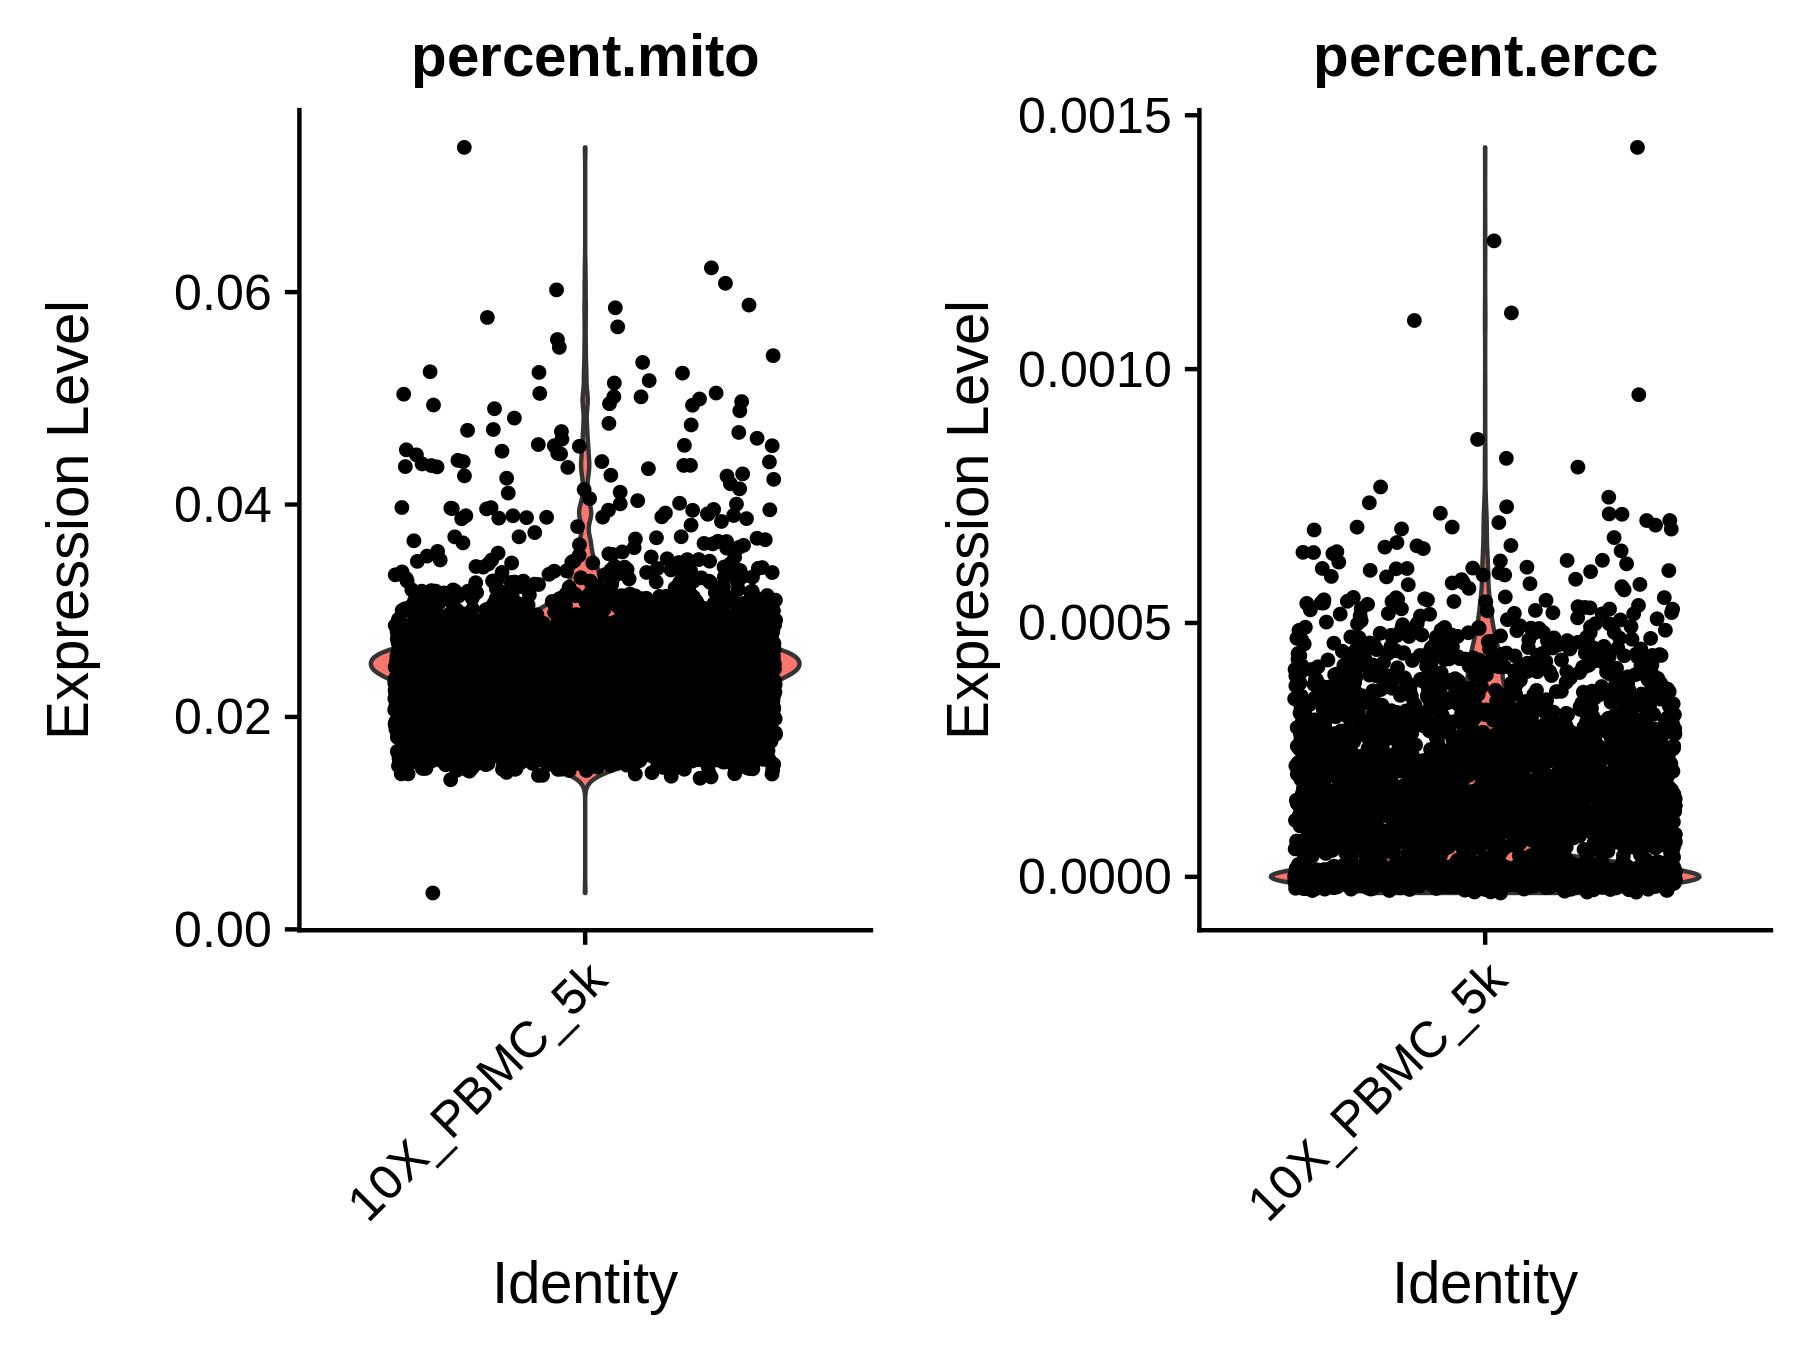 percent.mito
Expression Level
0.06
0.04
0.02
0.00
10X_PBMC_5k
Identity
percent.ercc
Expression Level
0.0015
0.0010
0.0005
0.0000
10X_PBMC_5k
Identity